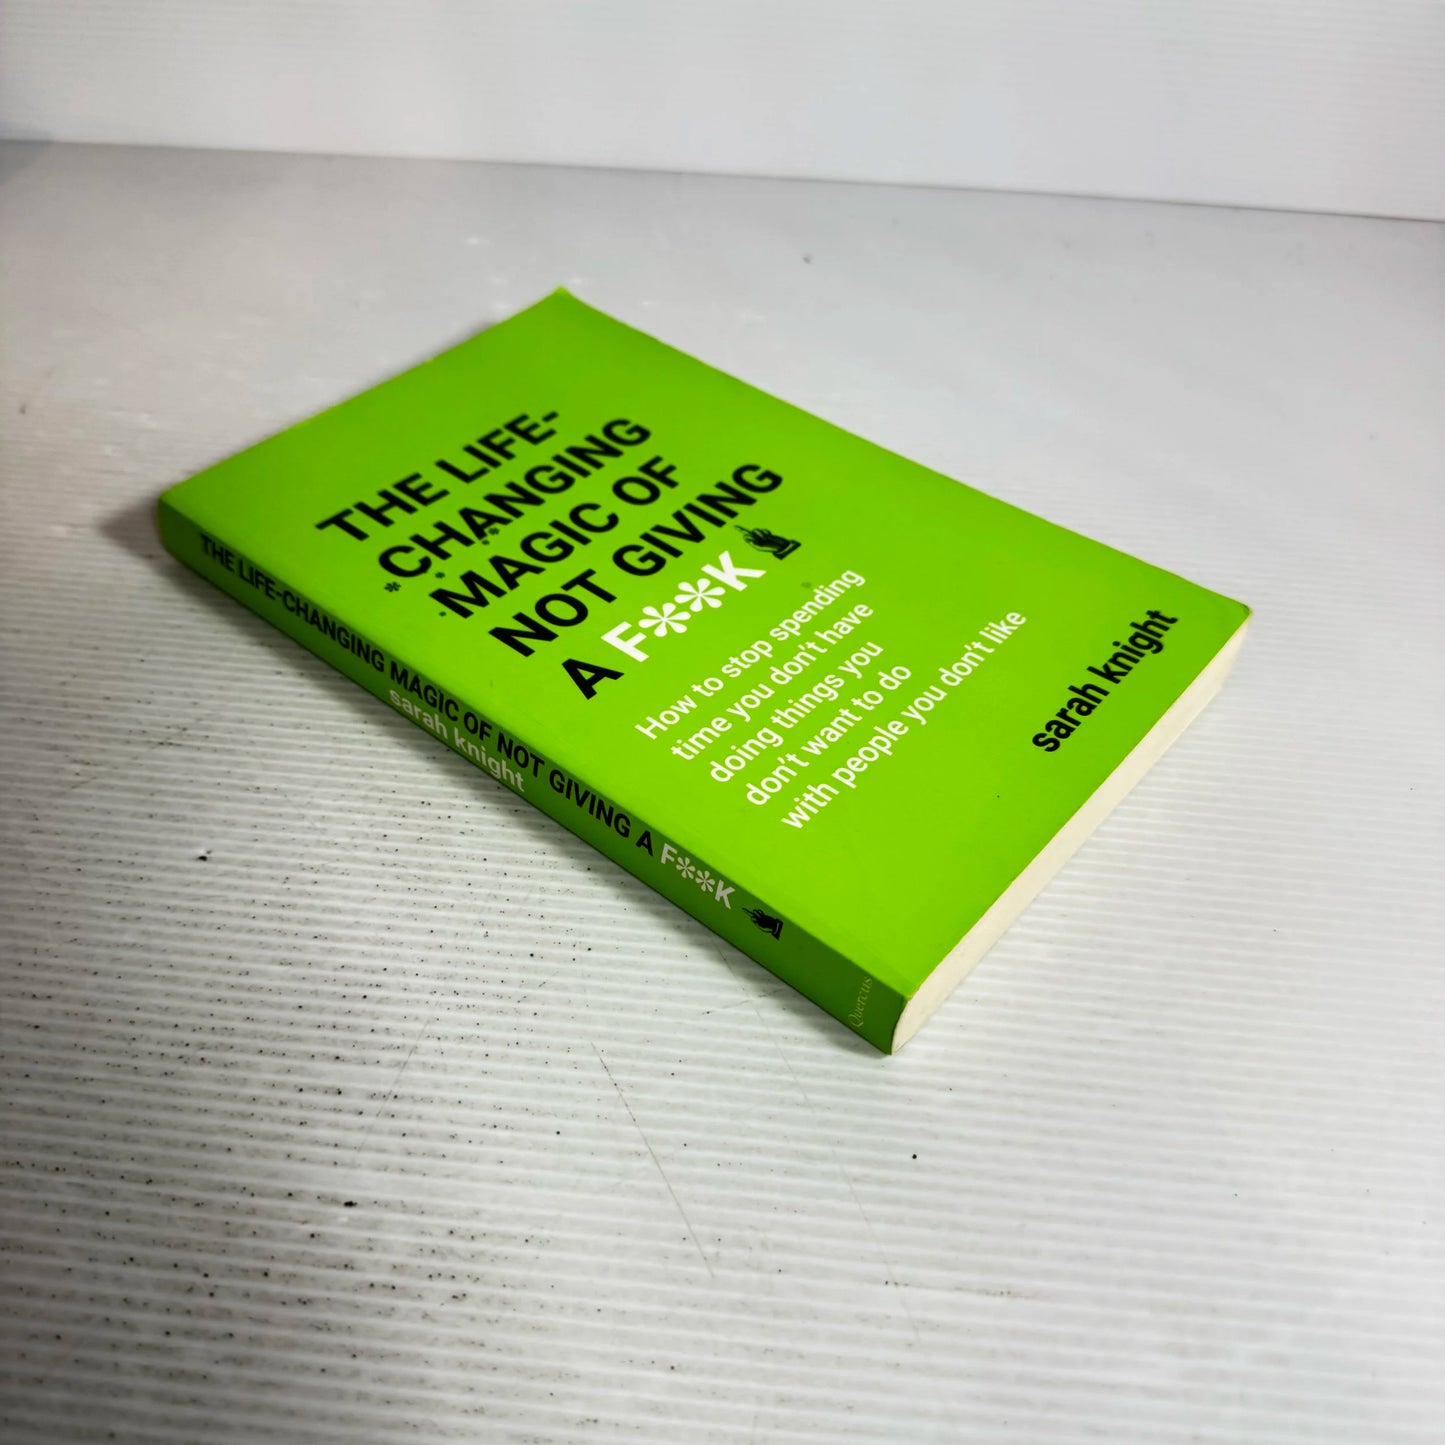 THE LIFE-
CHANGING
MAGIC OF
NOT GIVING
A F**K
How to stop spending
time you don't have
doing things you
don't want to do
with people you don't like
sarah knight
THE LIFE-CHANGING MAGIC OF NOT GIVING A F**K
sarah knight
Quercus